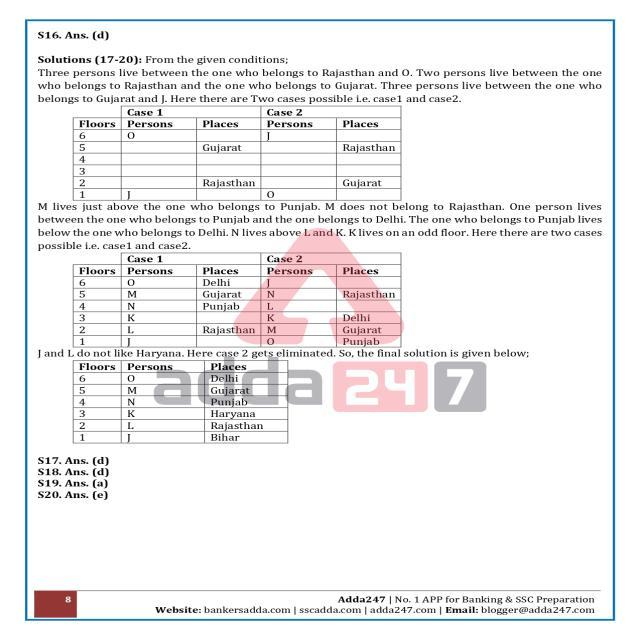 S16. Ans. (d)
Solutions (17-20): From the given conditions;
Three persons live between the one who belongs to Rajasthan and O. Two persons live between the one
who belongs to Rajasthan and the one who belongs to Gujarat. Three persons live between the one who
belongs to Gujarat and J. Here there are Two cases possible i.e. case1 and case2.
Case 1 Case 2
Floors Persons Places Persons Places
6 O J
5 Gujarat Rajasthan
4
3
2 Rajasthan Gujarat
1 J O
M lives just above the one who belongs to Punjab. M does not belong to Rajasthan. One person lives
between the one who belongs to Punjab and the one belongs to Delhi. The one who belongs to Punjab lives
below the one who belongs to Delhi. N lives above L and K. K lives on an odd floor. Here there are two cases
possible i.e. case1 and case2.
Case 1 Case 2
Floors Persons Places Persons Places
6 O Delhi J
5 M Gujarat N Rajasthan
4 N Punjab L
3 K K Delhi
2 L Rajasthan M Gujarat
1 J O Punjab
J and L do not like Haryana. Here case 2 gets eliminated. So, the final solution is given below;
Floors Persons Places
6 O Delhi
5 M Gujarat
4 N Punjab
3 K Haryana
2 L Rajasthan
1 J Bihar
adda247
S17. Ans. (d)
S18. Ans. (d)
S19. Ans. (a)
S20. Ans. (e)
8 Adda247 | No. 1 APP for Banking & SSC Preparation
Website: bankersadda.com | sscadda.com | adda247.com | Email: blogger@adda247.com